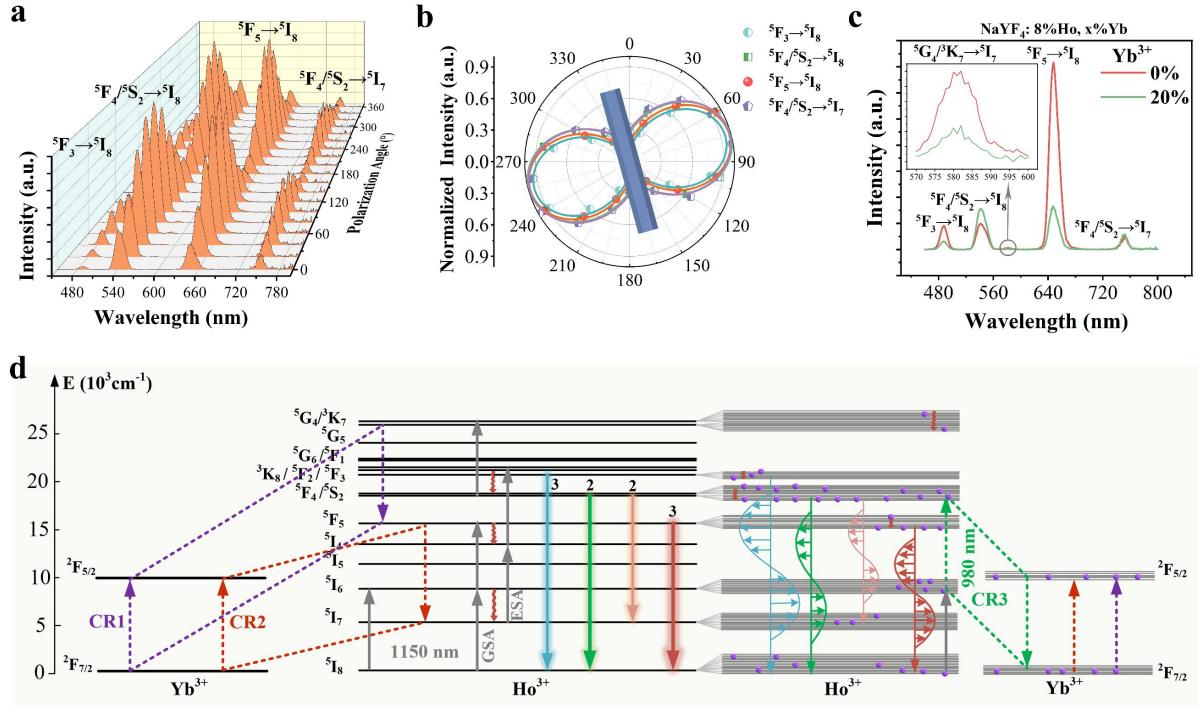 a
⁵F₅→⁵I₈
⁵F₄/⁵S₂→⁵I₇
⁵F₄/⁵S₂→⁵I₈
⁵F₃→⁵I₈
Intensity (a.u.)
480 540 600 660 720 780
Wavelength (nm)
0
60
120
180
240
300
360
Polarization Angle (°)
b
Normalized Intensity (a.u.)
0.9
0.6
0.3
0.0
0.3
0.6
0.9
0
30
60
90
120
150
180
210
240
270
300
330
⁵F₃→⁵I₈
⁵F₄/⁵S₂→⁵I₈
⁵F₅→⁵I₈
⁵F₄/⁵S₂→⁵I₇
c
NaYF₄: 8%Ho, x%Yb
⁵G₄/³K₇→⁵I₇
⁵F₅→⁵I₈
Yb³⁺
0%
20%
570 575 580 585 590 595 600
⁵F₄/⁵S₂→⁵I₈
⁵F₃→⁵I₈
⁵F₄/⁵S₂→⁵I₇
Intensity (a.u.)
480 560 640 720 800
Wavelength (nm)
d
E (10³cm⁻¹)
25
20
15
10
5
0
²F₅/₂
²F₇/₂
CR1
CR2
Yb³⁺
⁵G₄/³K₇
⁵G₅
⁵G₆/⁵F₁
³K₈/⁵F₂/⁵F₃
⁵F₄/⁵S₂
⁵F₅
⁵I₄
⁵I₅
⁵I₆
⁵I₇
⁵I₈
1150 nm
GSA
ESA
3
2
2
3
Ho³⁺
Ho³⁺
980 nm
CR3
²F₅/₂
²F₇/₂
Yb³⁺